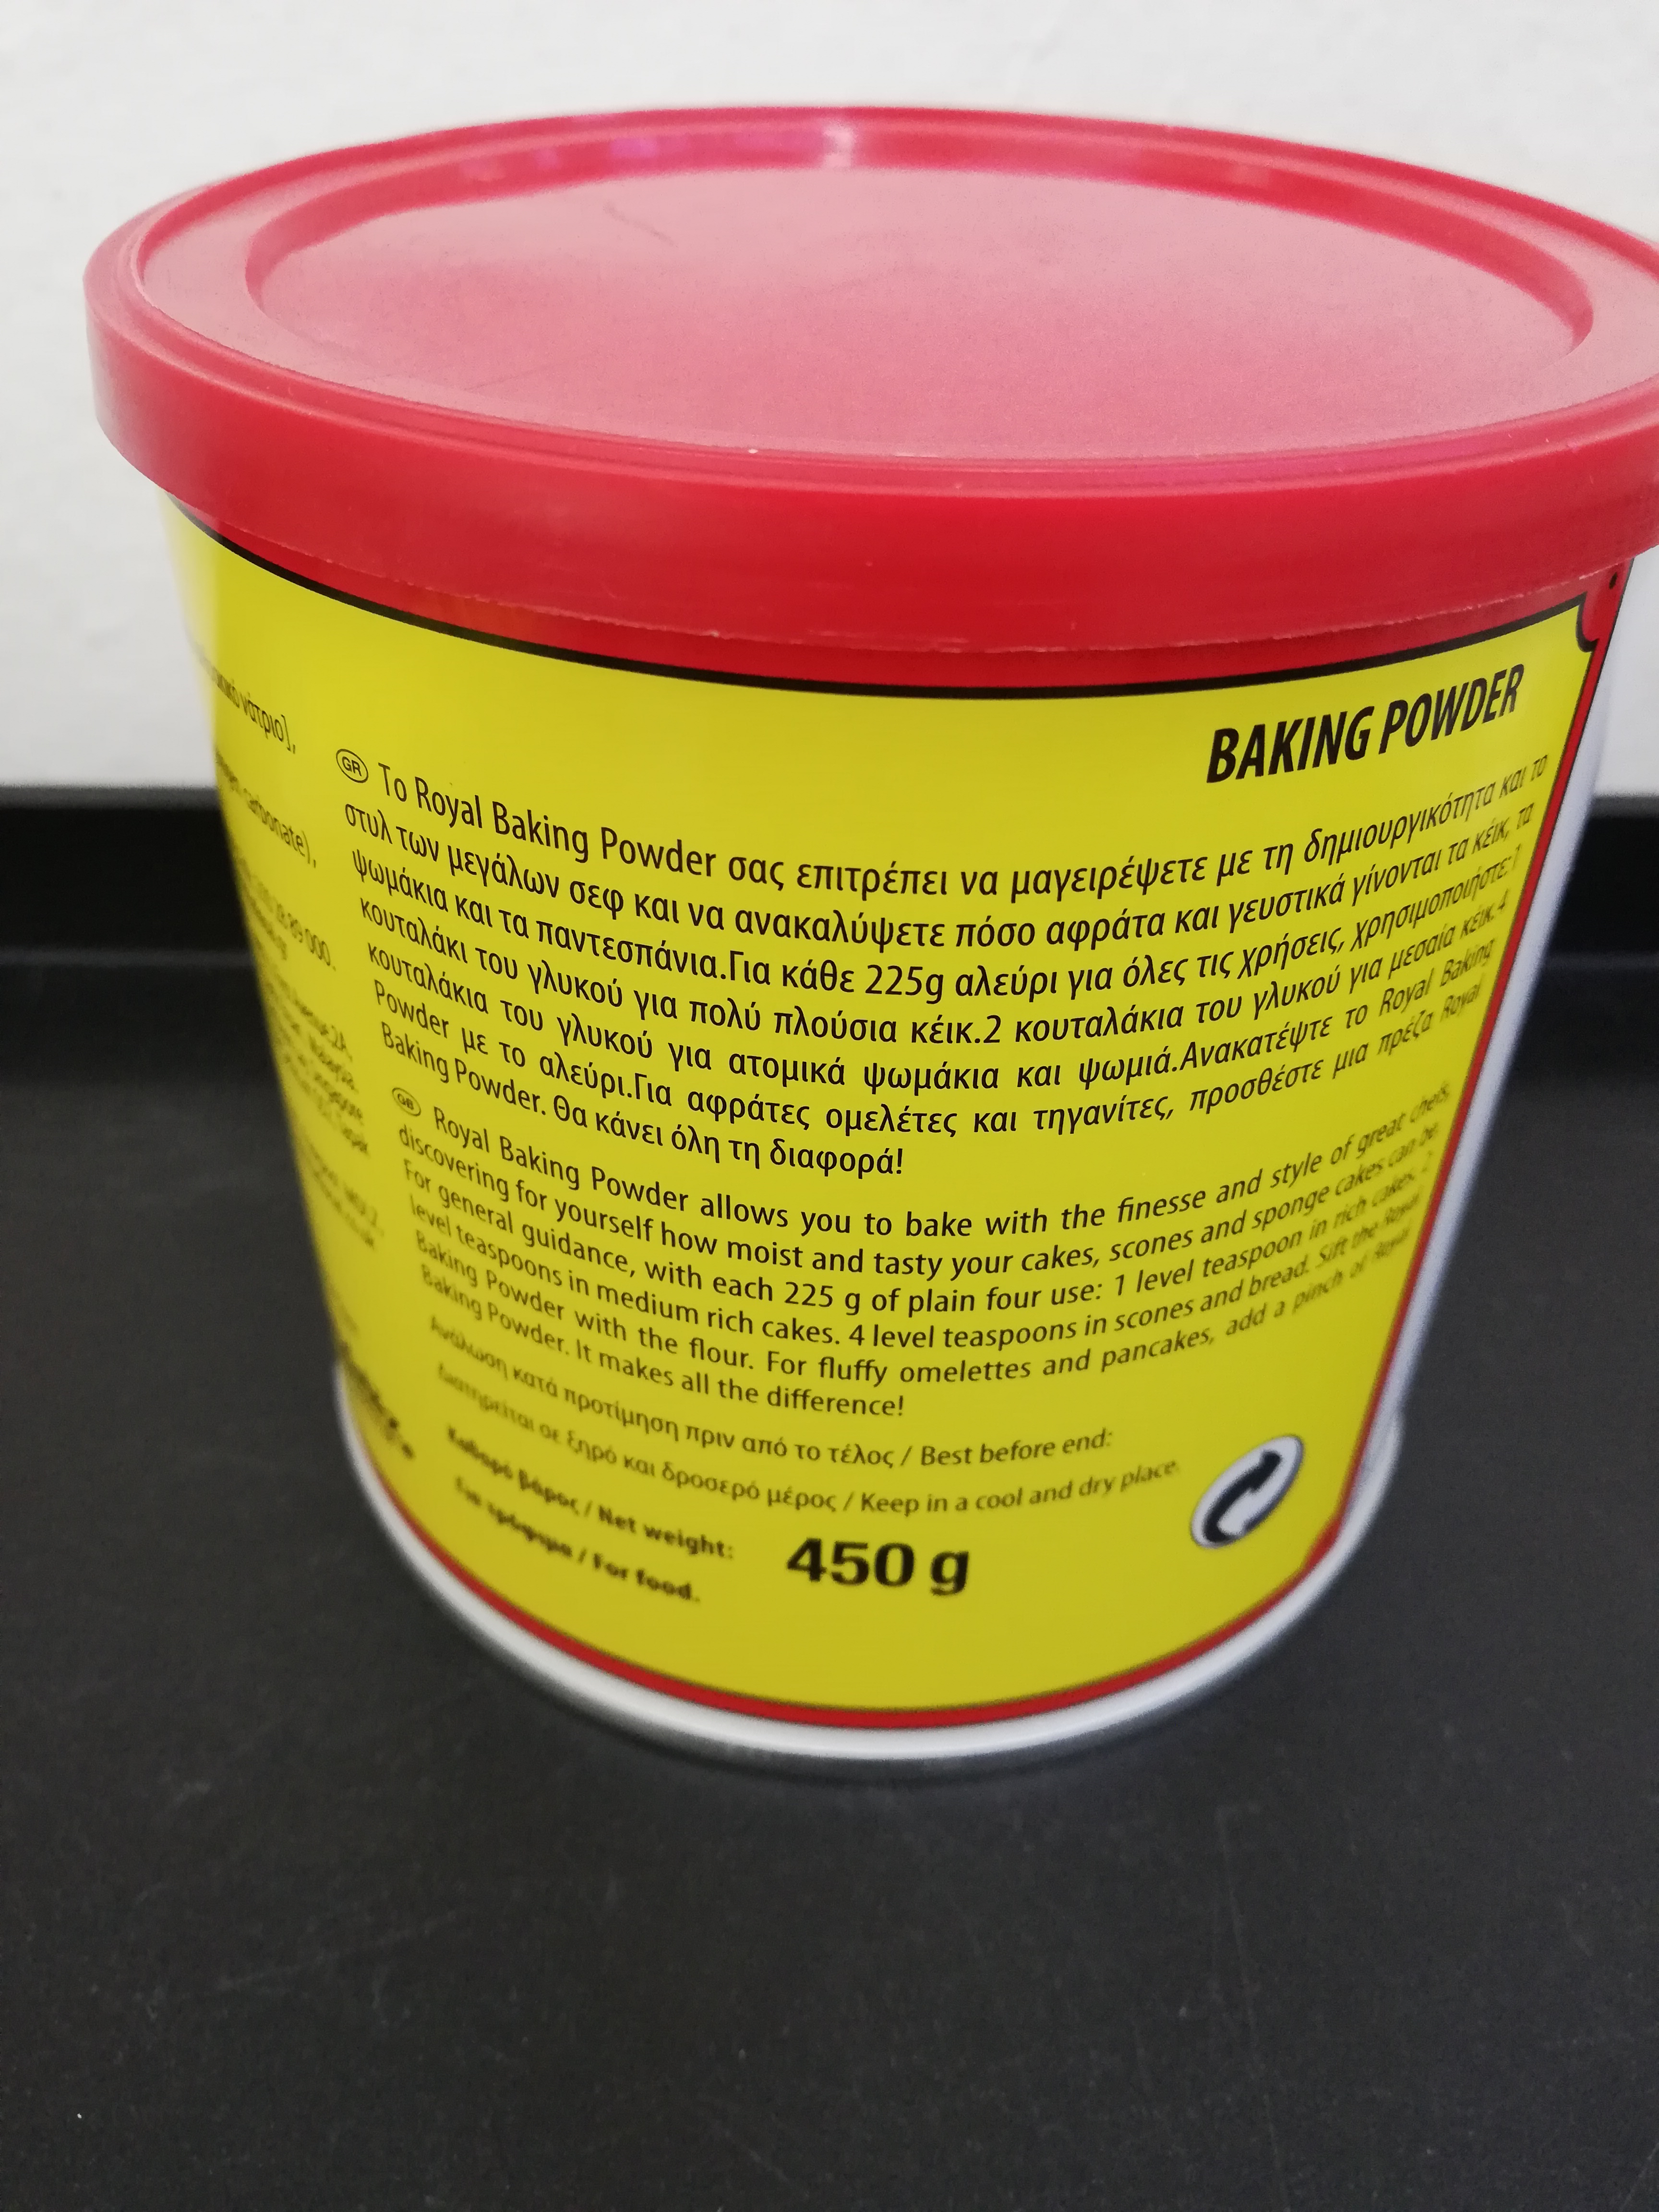 BAKING POWDER
GR Το Royal Baking Powder σας επιτρέπει να μαγειρέψετε με τη δημιουργικότητα και το
στυλ των μεγάλων σεφ και να ανακαλύψετε πόσο αφράτα και γευστικά γίνονται τα κέικ, τα
ψωμάκια και τα παντεσπάνια.Για κάθε 225g αλεύρι για όλες τις χρήσεις, χρησιμοποιήστε:1
κουταλάκι του γλυκού για πολύ πλούσια κέικ.2 κουταλάκια του γλυκού για μεσαία κέικ.4
κουταλάκια του γλυκού για ατομικά ψωμάκια και ψωμιά.Ανακατέψτε το Royal Baking
Powder με το αλεύρι.Για αφράτες ομελέτες και τηγανίτες, προσθέστε μια πρέζα Royal
Baking Powder. Θα κάνει όλη τη διαφορά!
GB Royal Baking Powder allows you to bake with the finesse and style of great chefs
discovering for yourself how moist and tasty your cakes, scones and sponge cakes can be.
For general guidance, with each 225 g of plain four use: 1 level teaspoon in rich cakes. 2
level teaspoons in medium rich cakes. 4 level teaspoons in scones and bread. Sift the Royal
Baking Powder with the flour. For fluffy omelettes and pancakes, add a pinch of Royal
Baking Powder. It makes all the difference!
Ανάλωση κατά προτίμηση πριν από το τέλος / Best before end:
Διατηρείται σε ξηρό και δροσερό μέρος / Keep in a cool and dry place.
Καθαρό βάρος / Net weight: 450 g
Για τρόφιμα / For food.
νάτριο],
carbonate),
89 000.